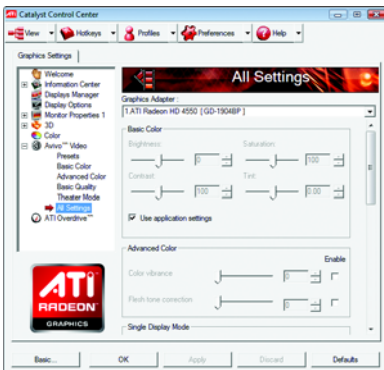 Catalyst Control Center
View Hotkeys Profiles Preferences Help
Graphics Settings
Welcome
Information Center
Displays Manager
Display Options
Monitor Properties 1
3D
Color
Avivo™ Video
Presets
Basic Color
Advanced Color
Basic Quality
Theater Mode
All Settings
ATI Overdrive™
ATI
RADEON
GRAPHICS
All Settings
Graphics Adapter :
1 ATI Radeon HD 4550 [ GD-1904BP ]
Basic Color
Brightness: Saturation:
0 100
Contrast: Tint:
100 0.00
Use application settings
Advanced Color
Enable
Color vibrance
0
Flesh tone correction
0
Single Display Mode
Basic... OK Apply Discard Defaults